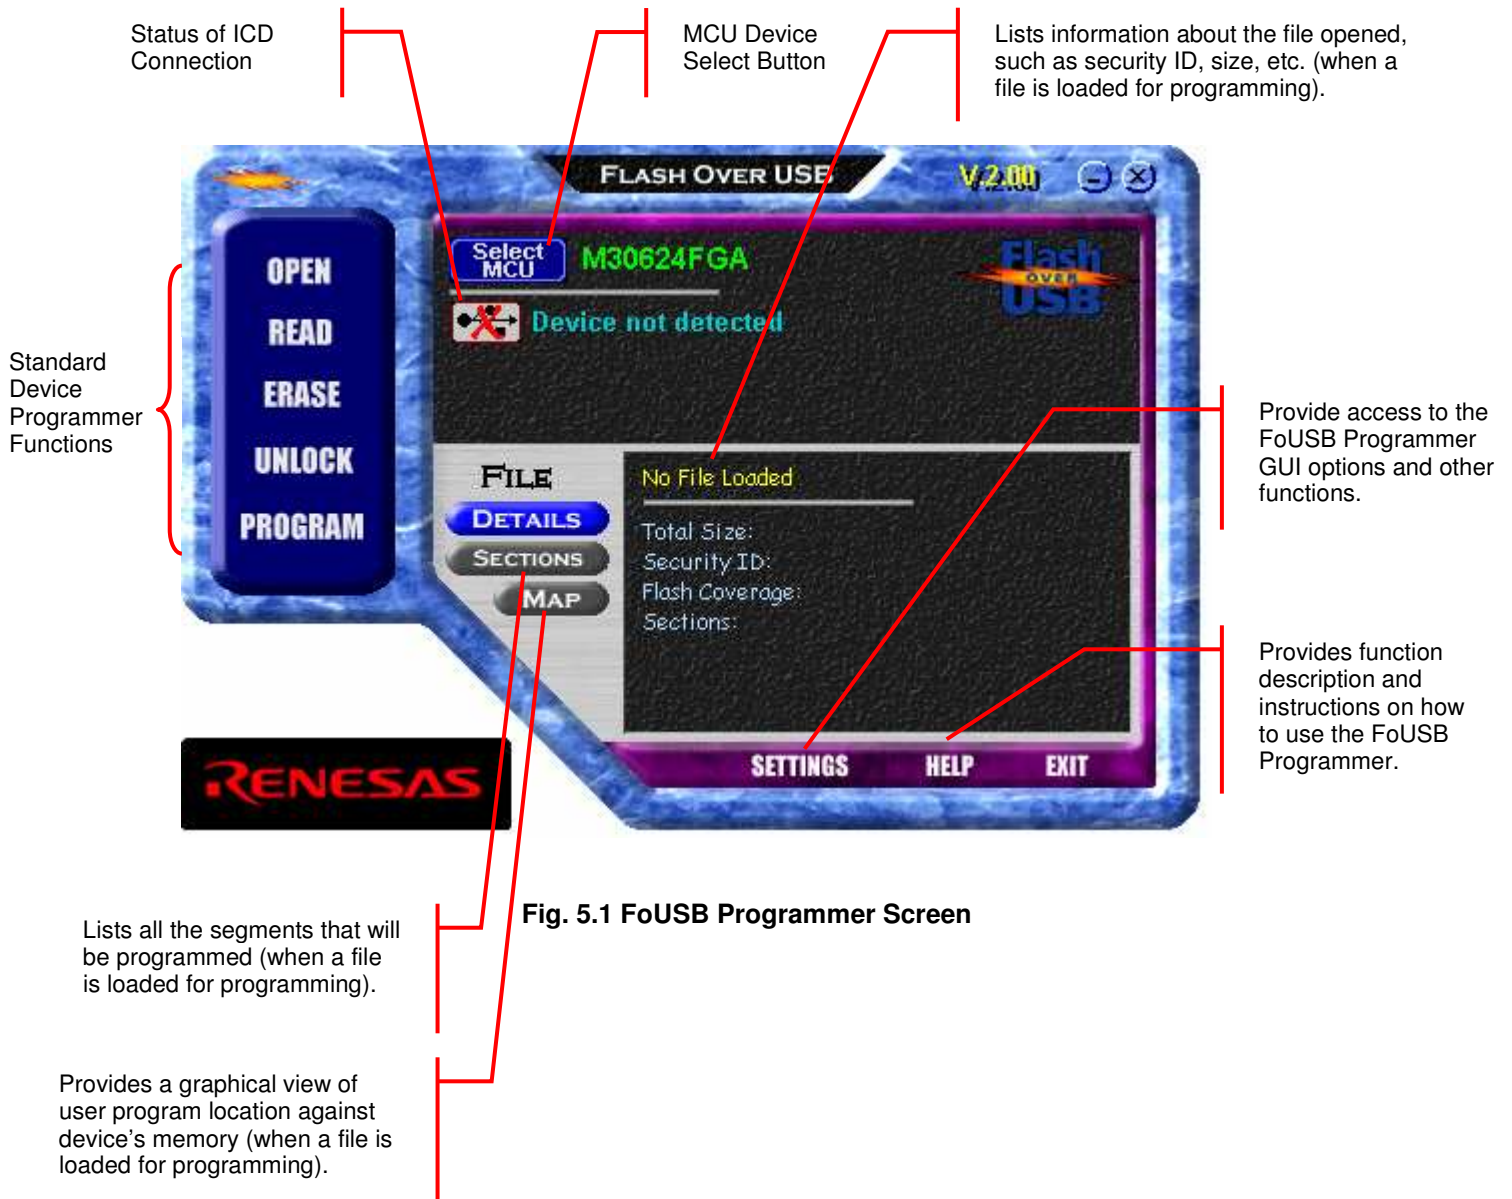 Status of ICD
Connection
MCU Device
Select Button
Lists information about the file opened,
such as security ID, size, etc. (when a
file is loaded for programming).
FLASH OVER USB
V.2.00
OPEN
READ
ERASE
UNLOCK
PROGRAM
Select
MCU
M30624FGA
Flash
OVER
USB
Device not detected
Standard
Device
Programmer
Functions
Provide access to the
FoUSB Programmer
GUI options and other
functions.
FILE
DETAILS
SECTIONS
MAP
No File Loaded
Total Size:
Security ID:
Flash Coverage:
Sections:
Provides function
description and
instructions on how
to use the FoUSB
Programmer.
SETTINGS
HELP
EXIT
RENESAS
Fig. 5.1 FoUSB Programmer Screen
Lists all the segments that will
be programmed (when a file
is loaded for programming).
Provides a graphical view of
user program location against
device’s memory (when a file is
loaded for programming).